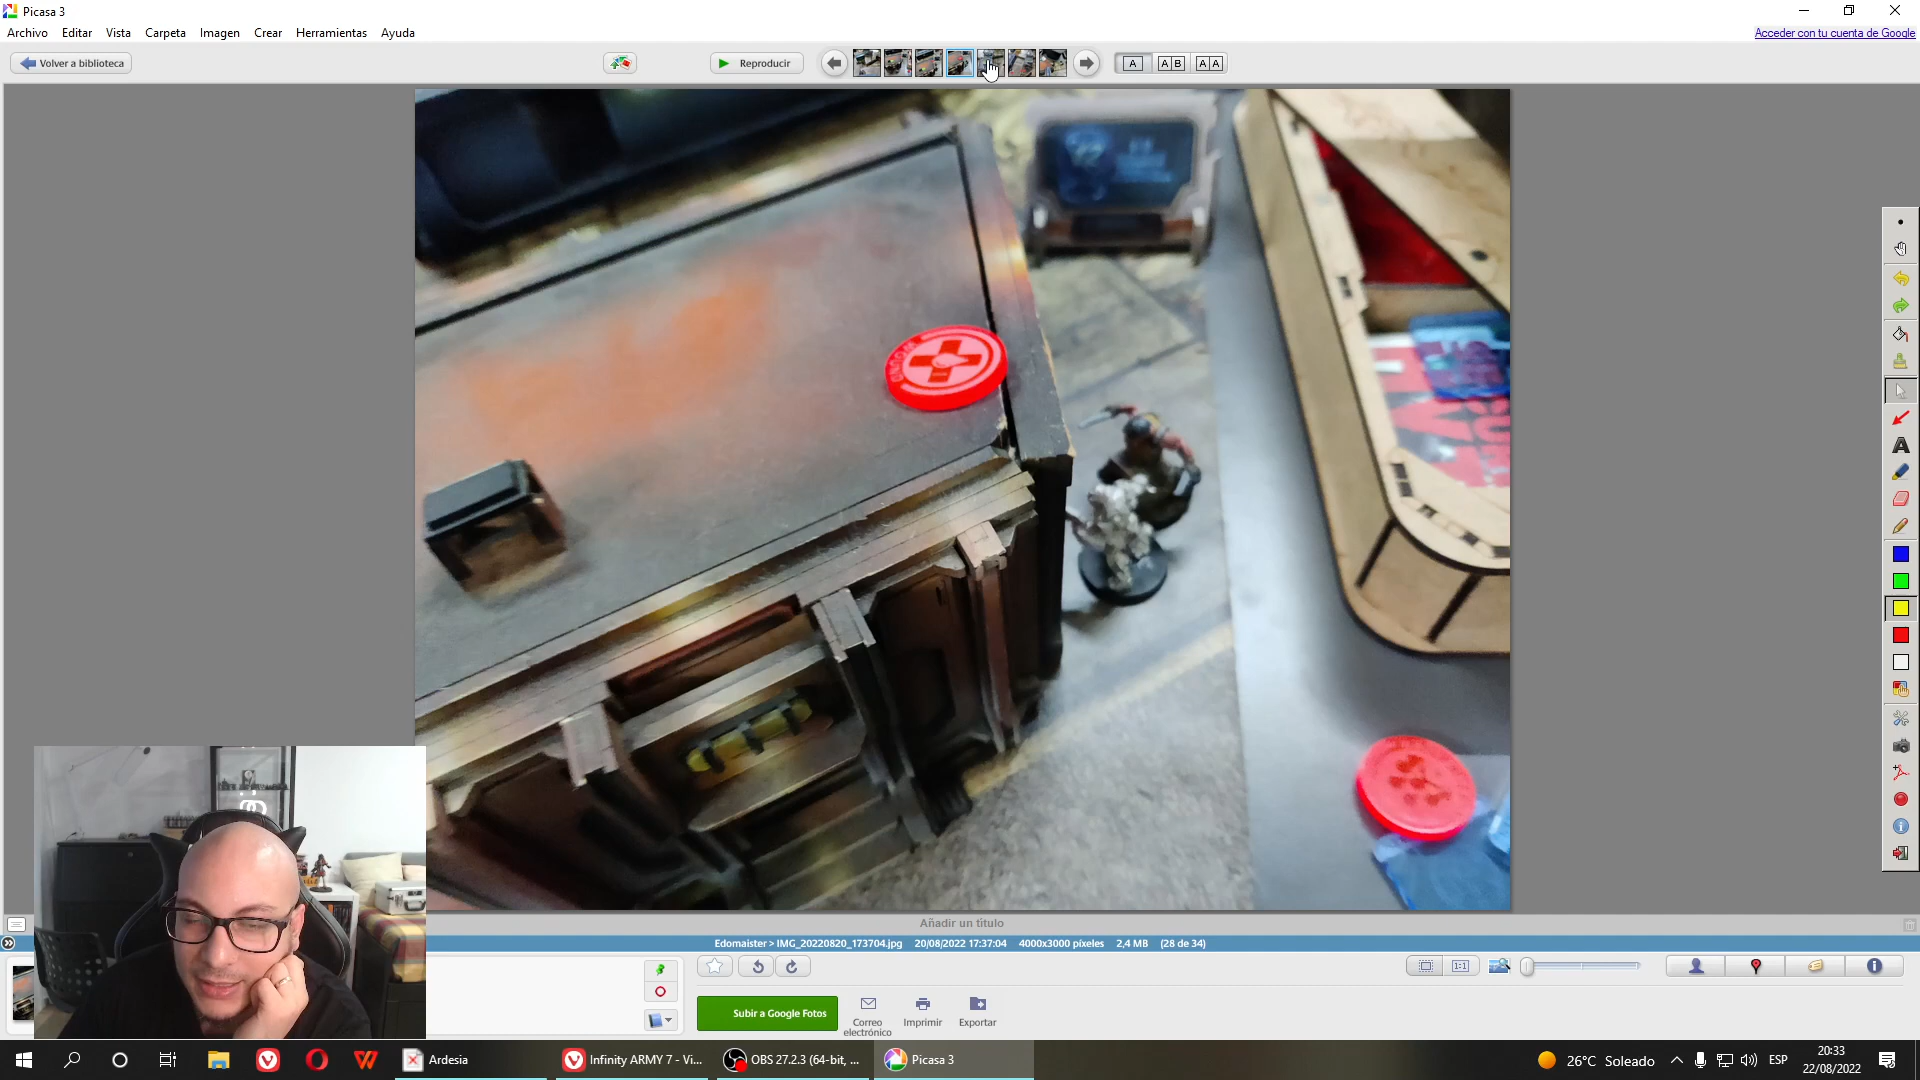 Picasa 3
Archivo Editar Vista Carpeta Imagen Crear Herramientas Ayuda
Acceder con tu cuenta de Google
Volver a biblioteca
Reproducir
A
A B
A A
WOUND
Añadir un título
Edomaister > IMG_20220820_173704.jpg 20/08/2022 17:37:04 4000x3000 píxeles 2,4 MB (28 de 34)
1:1
Subir a Google Fotos
Correo electrónico
Imprimir
Exportar
Ardesia
Infinity ARMY 7 - Vi...
OBS 27.2.3 (64-bit, ...
Picasa 3
26°C Soleado
ESP
20:33
22/08/2022